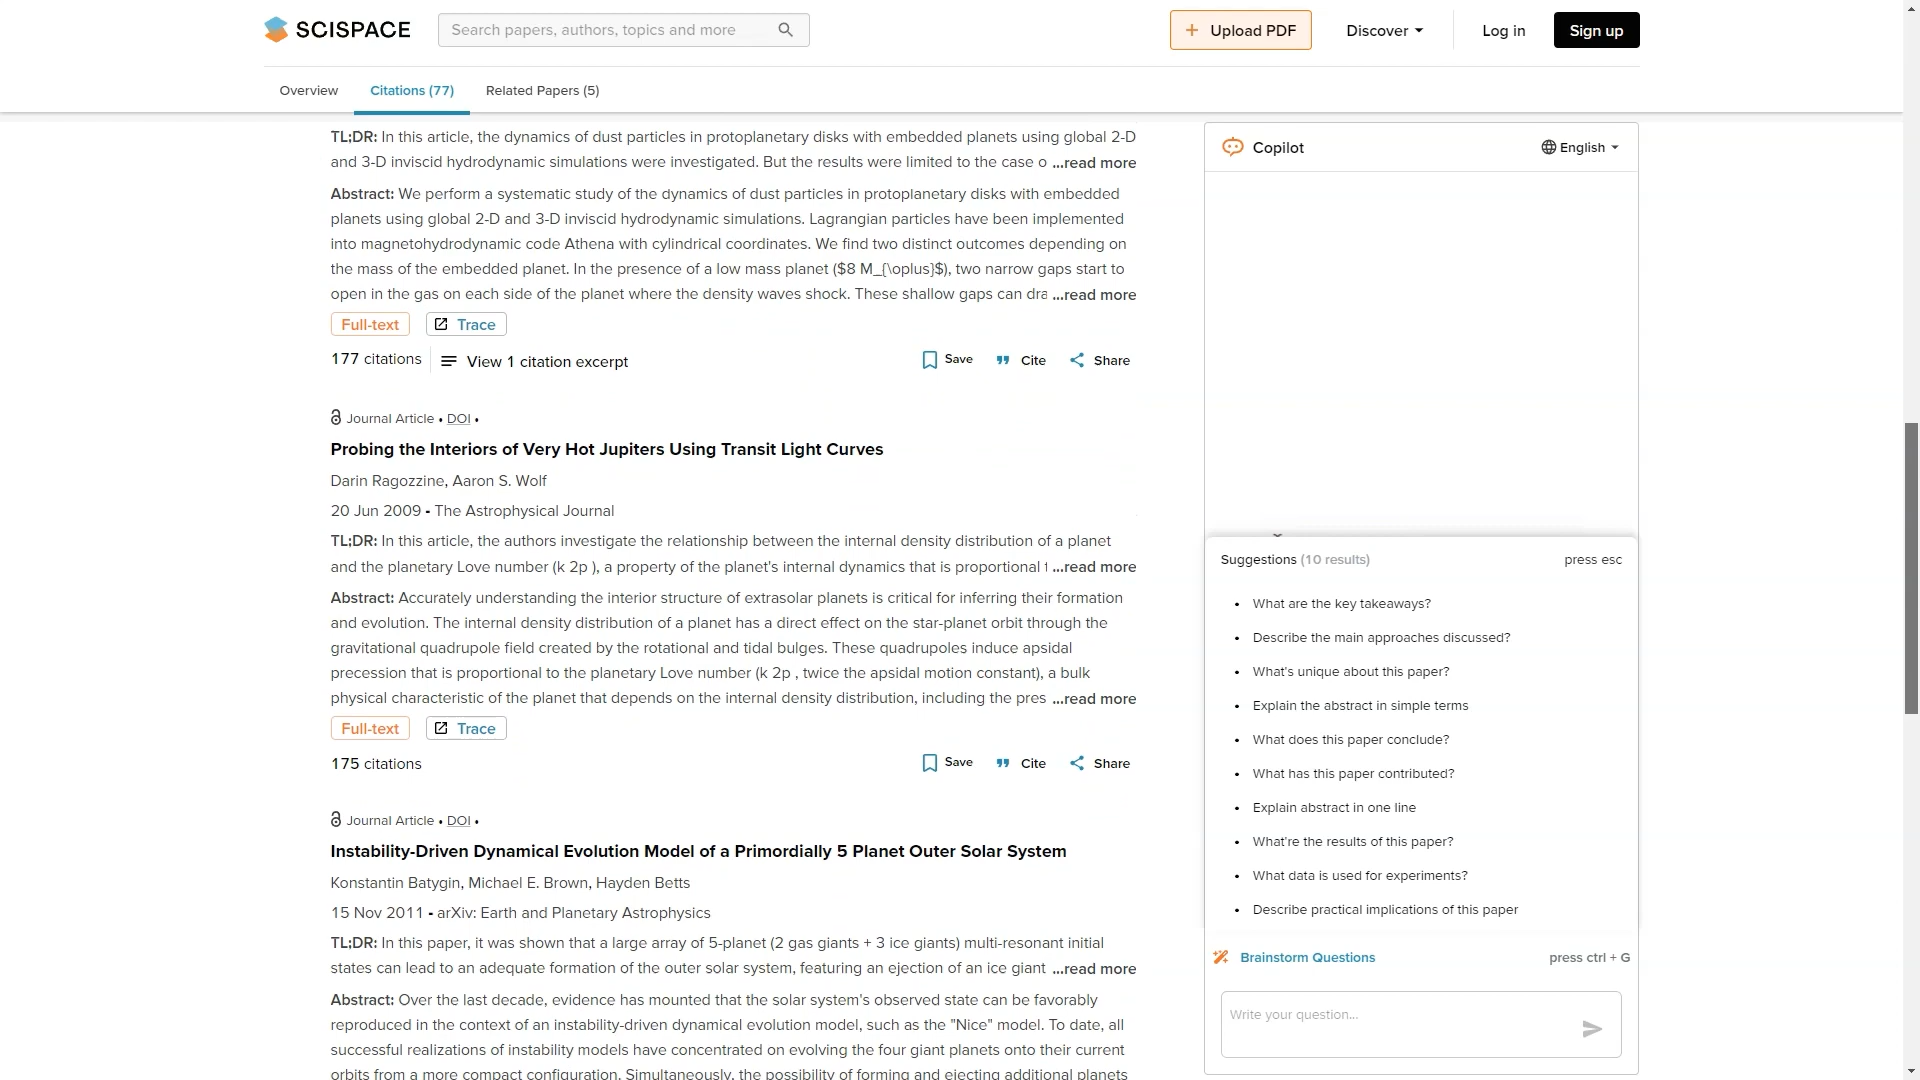 SCISPACE
Search papers, authors, topics and more
Upload PDF
Discover
Log in
Sign up
Overview
Citations (77)
Related Papers (5)
TL;DR: In this article, the dynamics of dust particles in protoplanetary disks with embedded planets using global 2-D
and 3-D inviscid hydrodynamic simulations were investigated. But the results were limited to the case o ...read more
Abstract: We perform a systematic study of the dynamics of dust particles in protoplanetary disks with embedded
planets using global 2-D and 3-D inviscid hydrodynamic simulations. Lagrangian particles have been implemented
into magnetohydrodynamic code Athena with cylindrical coordinates. We find two distinct outcomes depending on
the mass of the embedded planet. In the presence of a low mass planet ($8 M_{\oplus}$), two narrow gaps start to
open in the gas on each side of the planet where the density waves shock. These shallow gaps can dra ...read more
Full-text
Trace
177 citations
View 1 citation excerpt
Save
Cite
Share
Journal Article • DOI •
Probing the Interiors of Very Hot Jupiters Using Transit Light Curves
Darin Ragozzine, Aaron S. Wolf
20 Jun 2009 - The Astrophysical Journal
TL;DR: In this article, the authors investigate the relationship between the internal density distribution of a planet
and the planetary Love number (k 2p ), a property of the planet's internal dynamics that is proportional t ...read more
Abstract: Accurately understanding the interior structure of extrasolar planets is critical for inferring their formation
and evolution. The internal density distribution of a planet has a direct effect on the star-planet orbit through the
gravitational quadrupole field created by the rotational and tidal bulges. These quadrupoles induce apsidal
precession that is proportional to the planetary Love number (k 2p , twice the apsidal motion constant), a bulk
physical characteristic of the planet that depends on the internal density distribution, including the pres ...read more
Full-text
Trace
175 citations
Save
Cite
Share
Journal Article • DOI •
Instability-Driven Dynamical Evolution Model of a Primordially 5 Planet Outer Solar System
Konstantin Batygin, Michael E. Brown, Hayden Betts
15 Nov 2011 - arXiv: Earth and Planetary Astrophysics
TL;DR: In this paper, it was shown that a large array of 5-planet (2 gas giants + 3 ice giants) multi-resonant initial
states can lead to an adequate formation of the outer solar system, featuring an ejection of an ice giant ...read more
Abstract: Over the last decade, evidence has mounted that the solar system's observed state can be favorably
reproduced in the context of an instability-driven dynamical evolution model, such as the "Nice" model. To date, all
successful realizations of instability models have concentrated on evolving the four giant planets onto their current
orbits from a more compact configuration. Simultaneously, the possibility of forming and ejecting additional planets
Copilot
English
Suggestions (10 results)
press esc
• What are the key takeaways?
• Describe the main approaches discussed?
• What's unique about this paper?
• Explain the abstract in simple terms
• What does this paper conclude?
• What has this paper contributed?
• Explain abstract in one line
• What're the results of this paper?
• What data is used for experiments?
• Describe practical implications of this paper
Brainstorm Questions
press ctrl + G
Write your question...